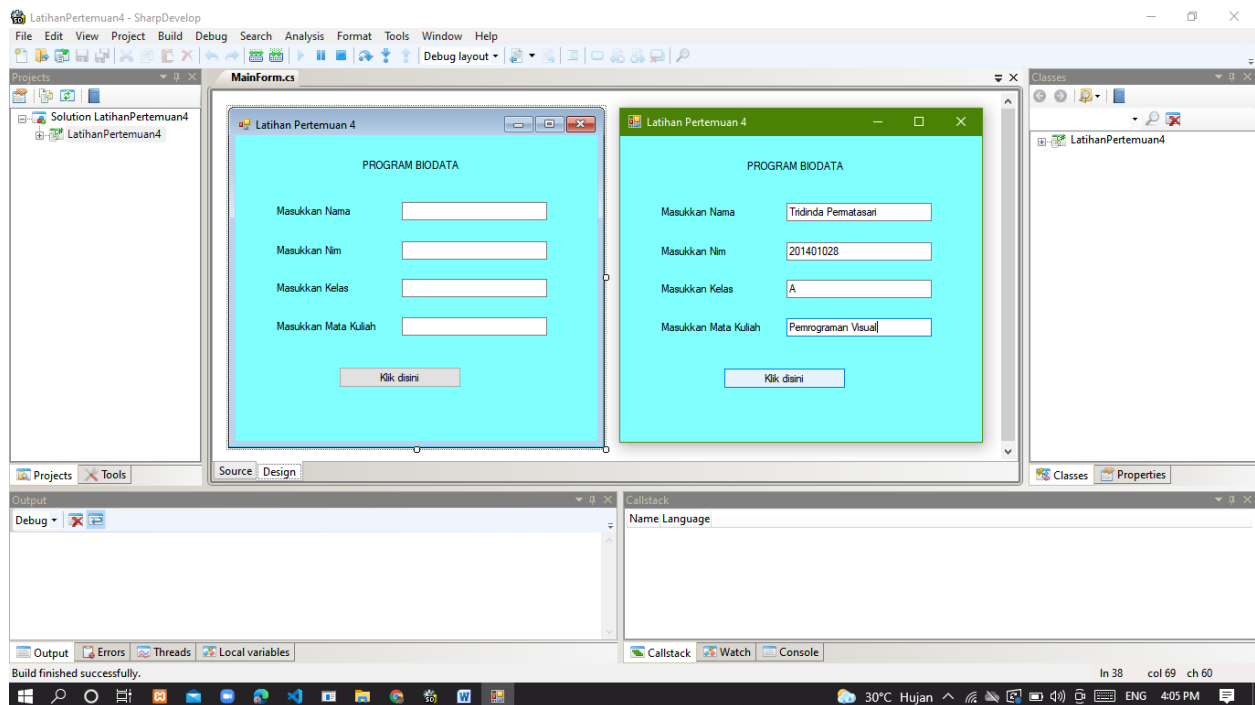 LatihanPertemuan4 - SharpDevelop
File Edit View Project Build Debug Search Analysis Format Tools Window Help
Debug layout
Projects
MainForm.cs
Classes
Solution LatihanPertemuan4
LatihanPertemuan4
Latihan Pertemuan 4
PROGRAM BIODATA
Masukkan Nama
Masukkan Nim
Masukkan Kelas
Masukkan Mata Kuliah
Klik disini
Latihan Pertemuan 4
PROGRAM BIODATA
Masukkan Nama Tridinda Permatasari
Masukkan Nim 201401028
Masukkan Kelas A
Masukkan Mata Kuliah Pemrograman Visual
Klik disini
LatihanPertemuan4
Projects Tools
Source Design
Classes Properties
Output
Debug
Callstack
Name Language
Output Errors Threads Local variables
Callstack Watch Console
Build finished successfully.
ln 38 col 69 ch 60
30°C Hujan ENG 4:05 PM